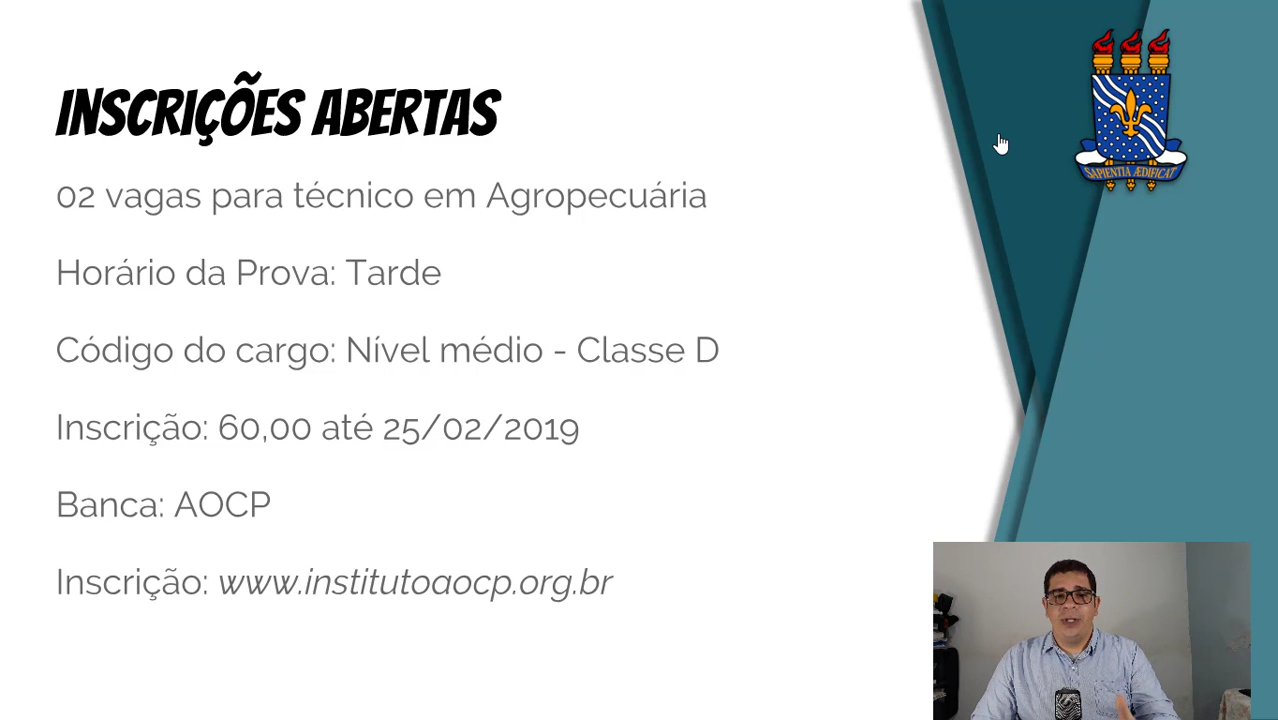 INSCRIÇÕES ABERTAS
02 vagas para técnico em Agropecuária
Horário da Prova: Tarde
Código do cargo: Nível médio - Classe D
Inscrição: 60,00 até 25/02/2019
Banca: AOCP
Inscrição: www.institutoaocp.org.br
SAPIENTIA ÆDIFICAT